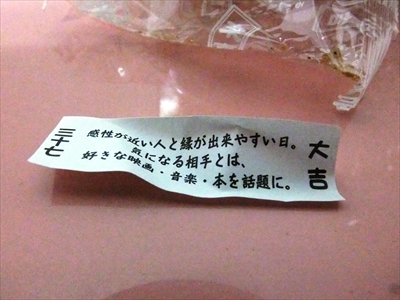 大吉
感性が近い人と縁が出来やすい日。
気になる相手とは、
好きな映画・音楽・本を話題に。
三十七